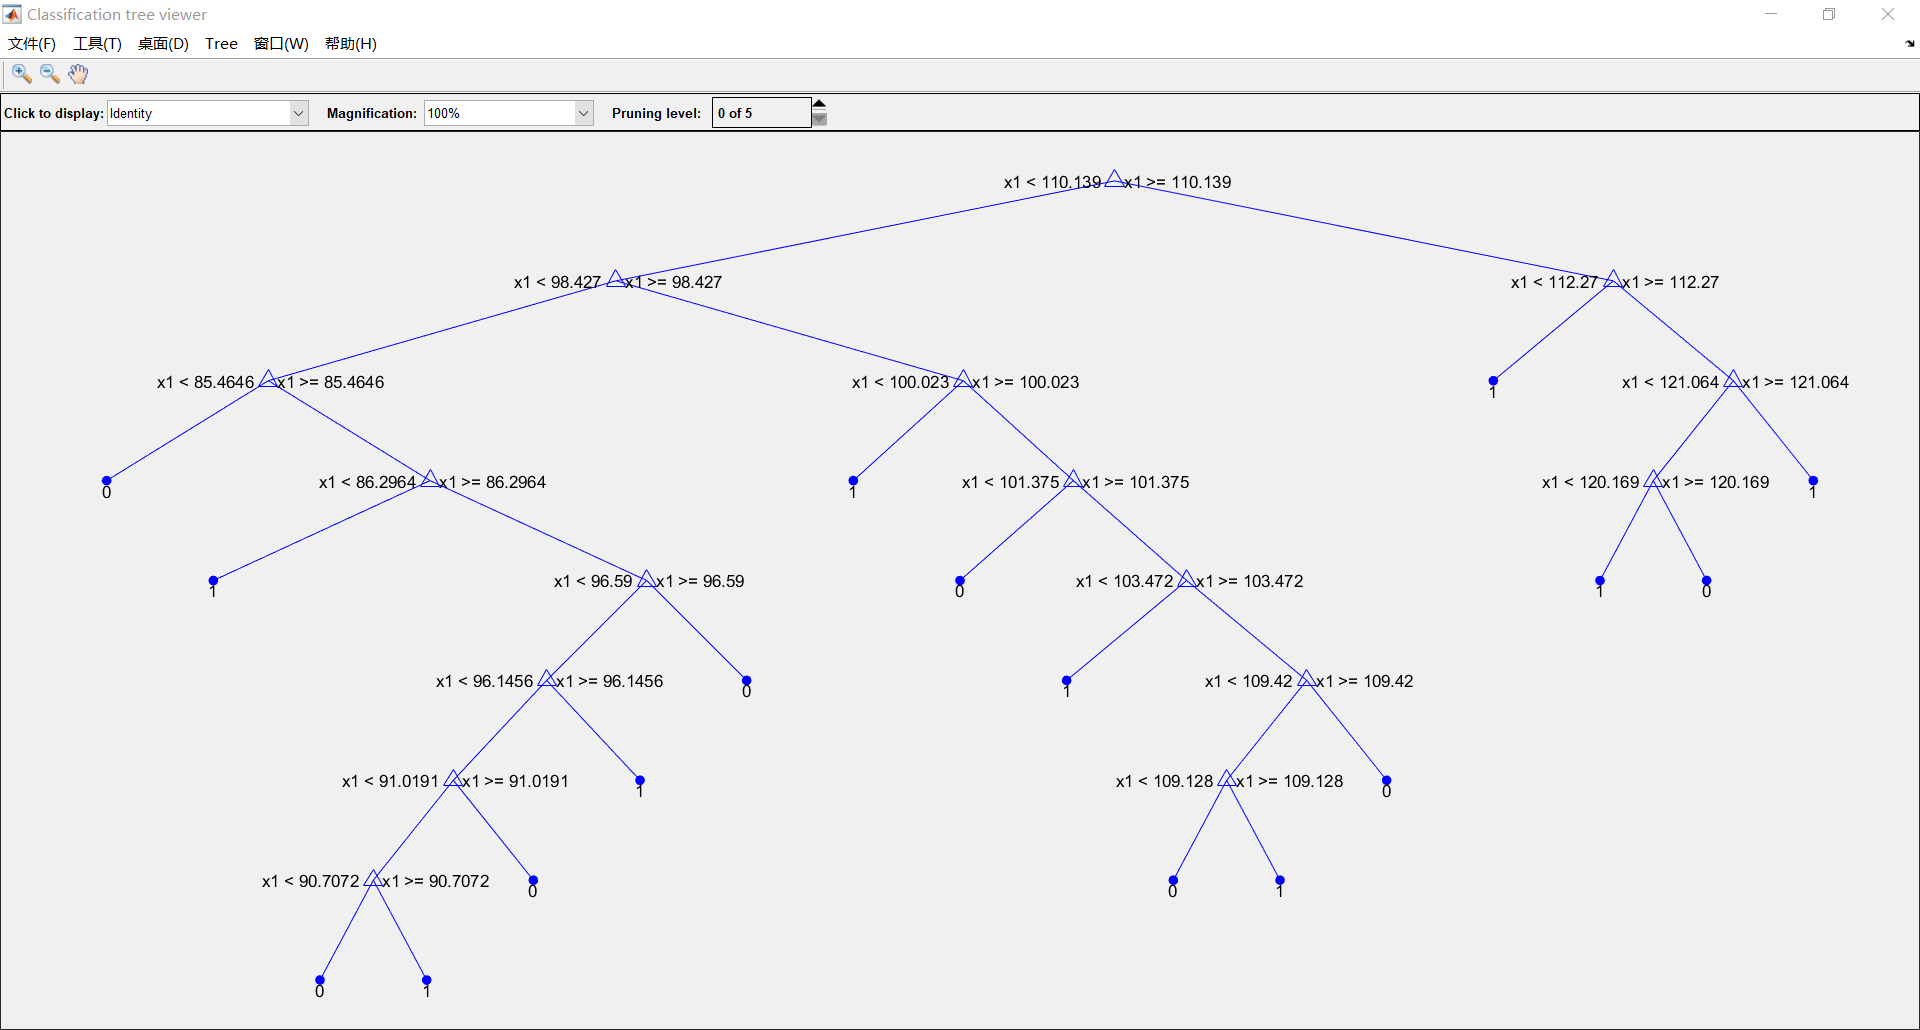 Classification tree viewer
文件(F) 工具(T) 桌面(D) Tree 窗口(W) 帮助(H)
Click to display: Identity Magnification: 100% Pruning level: 0 of 5
x1 < 110.139 x1 >= 110.139
x1 < 98.427 x1 >= 98.427 x1 < 112.27 x1 >= 112.27
x1 < 85.4646 x1 >= 85.4646 x1 < 100.023 x1 >= 100.023 1 x1 < 121.064 x1 >= 121.064
0 x1 < 86.2964 x1 >= 86.2964 1 x1 < 101.375 x1 >= 101.375 x1 < 120.169 x1 >= 120.169 1
1 x1 < 96.59 x1 >= 96.59 0 x1 < 103.472 x1 >= 103.472 1 0
x1 < 96.1456 x1 >= 96.1456 0 1 x1 < 109.42 x1 >= 109.42
x1 < 91.0191 x1 >= 91.0191 1 x1 < 109.128 x1 >= 109.128 0
x1 < 90.7072 x1 >= 90.7072 0 0 1
0 1